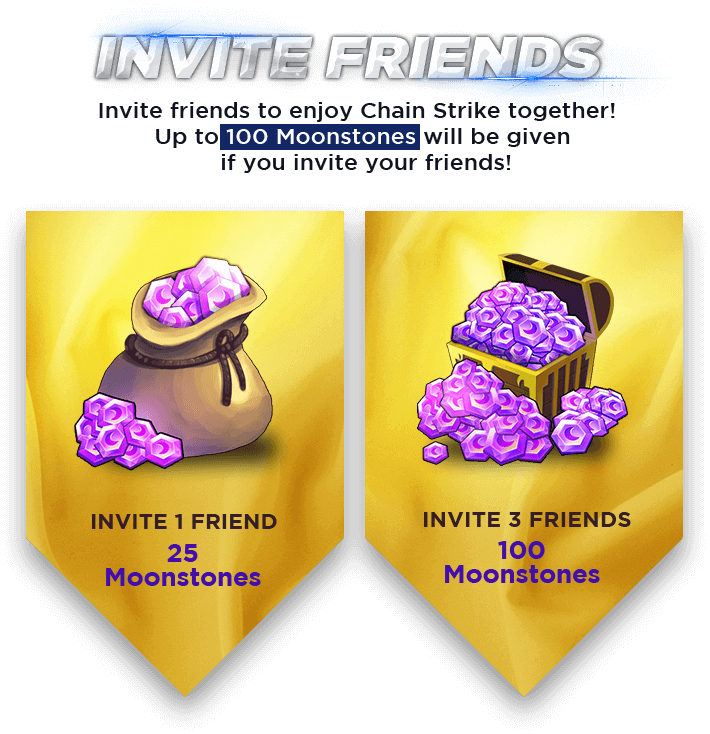 INVITE FRIENDS
Invite friends to enjoy Chain Strike together!
Up to 100 Moonstones will be given
if you invite your friends!
INVITE 1 FRIEND
25
Moonstones
INVITE 3 FRIENDS
100
Moonstones